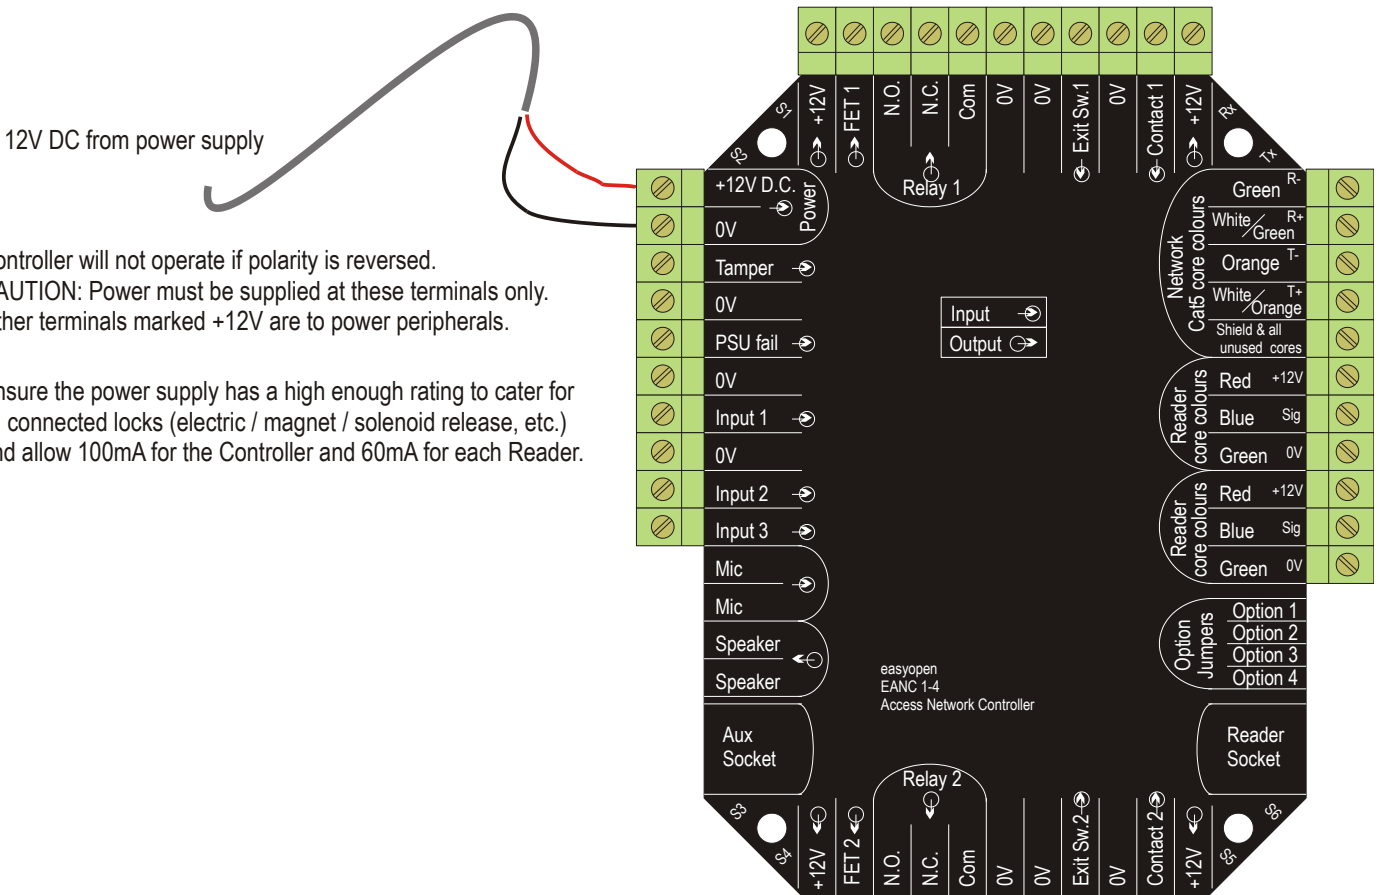 12V DC from power supply
ontroller will not operate if polarity is reversed.
AUTION: Power must be supplied at these terminals only.
ther terminals marked +12V are to power peripherals.
nsure the power supply has a high enough rating to cater for
connected locks (electric / magnet / solenoid release, etc.)
nd allow 100mA for the Controller and 60mA for each Reader.
S1
S2
+12V
FET 1
N.O.
N.C.
Com
0V
0V
Exit Sw.1
0V
Contact 1
+12V
Relay 1
Rx
Tx
+12V D.C.
0V
Power
Tamper
0V
PSU fail
0V
Input 1
0V
Input 2
Input 3
Mic
Mic
Speaker
Speaker
Aux
Socket
Input
Output
easyopen
EANC 1-4
Access Network Controller
Network
Cat5 core colours
Green R-
White/Green R+
Orange T-
White/Orange T+
Shield & all
unused cores
Reader
core colours
Red +12V
Blue Sig
Green 0V
Reader
core colours
Red +12V
Blue Sig
Green 0V
Option
Jumpers
Option 1
Option 2
Option 3
Option 4
Reader
Socket
Relay 2
S3
S4
+12V
FET 2
N.O.
N.C.
Com
0V
0V
Exit Sw.2
0V
Contact 2
+12V
S6
S5